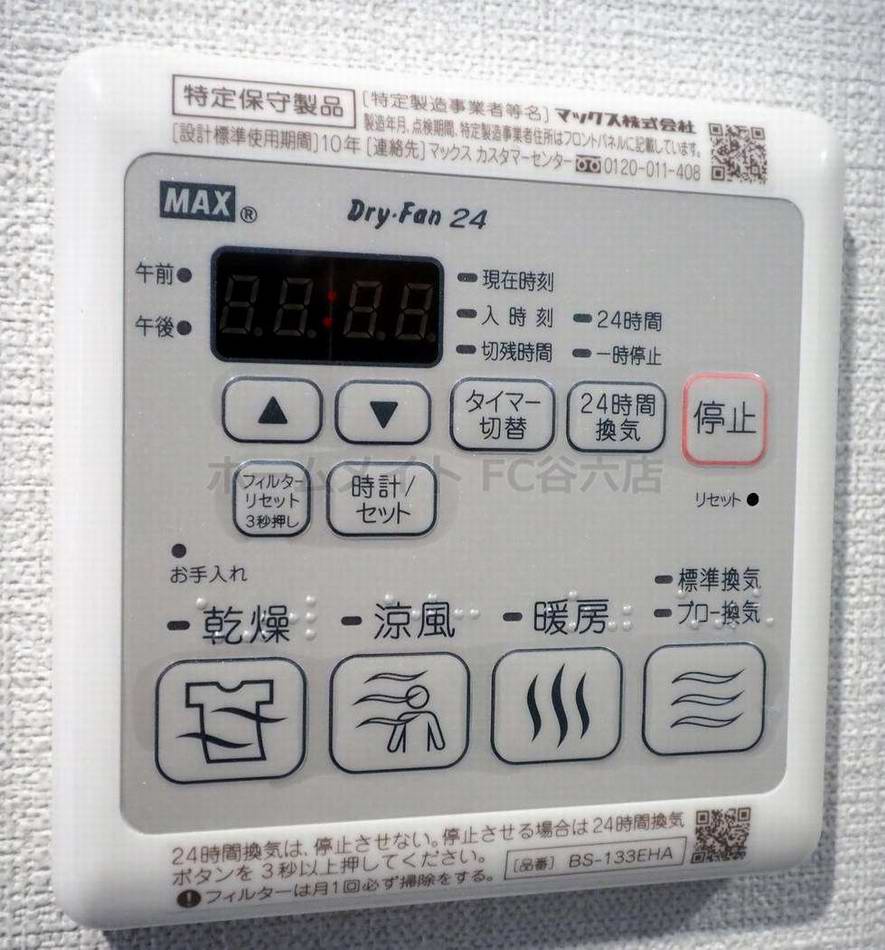 特定保守製品 [特定製造事業者等名] マックス株式会社
製造年月、点検期間、特定製造事業者住所はフロントパネルに記載しています。
[設計標準使用期間]10年 [連絡先] マックス カスタマーセンター 0120-011-408
MAX® Dry・Fan 24
午前
午後
88:88
現在時刻
入時刻
24時間
切残時間
一時停止
▲
▼
タイマー
切替
24時間
換気
停止
ホームメイト FC谷六店
フィルター
リセット
3秒押し
時計/
セット
リセット
お手入れ
標準換気
乾燥
涼風
暖房
ブロー換気
24時間換気は、停止させない。停止させる場合は24時間換気
ボタンを3秒以上押してください。
[品番] BS-133EHA
フィルターは月1回必ず掃除をする。